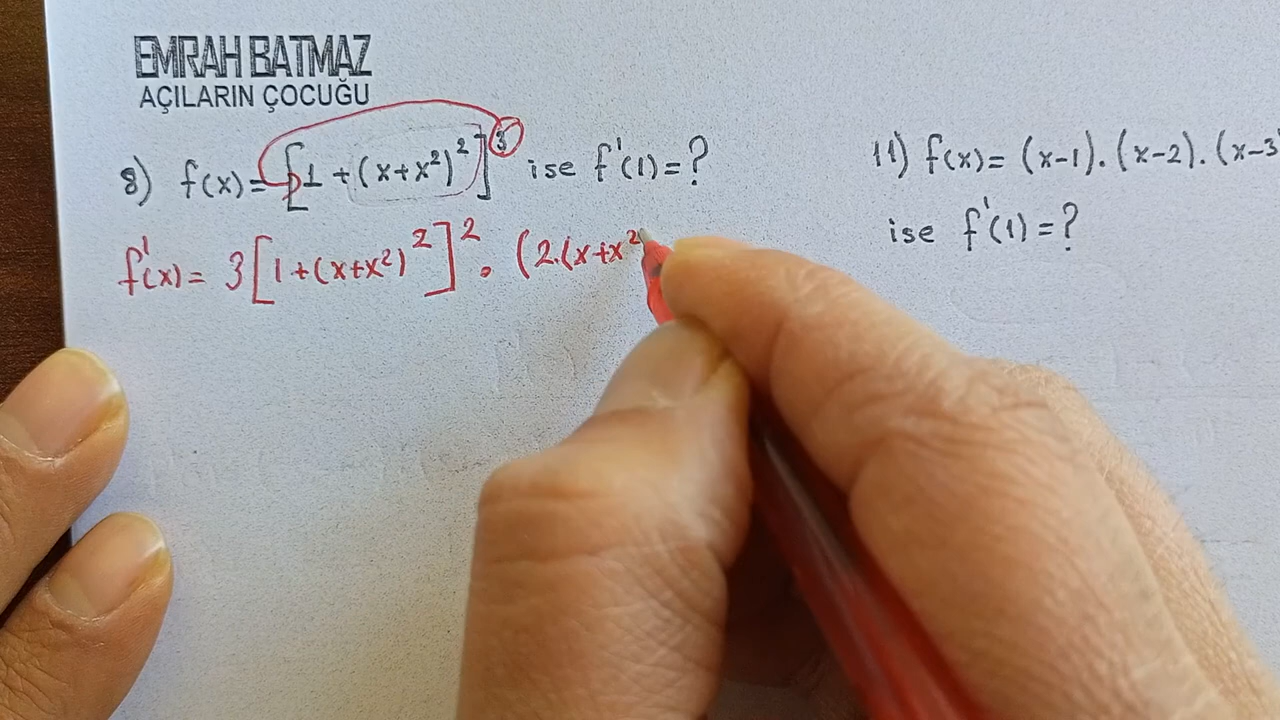 EMRAH BATMAZ
AÇILARIN ÇOCUĞU
8) f(x)= [1 + (x+x²)²]³ ise f'(1)=?
f'(x)= 3[1+(x+x²)²]². (2.(x+x²
11) f(x)= (x-1).(x-2).(x-3
ise f'(1)=?